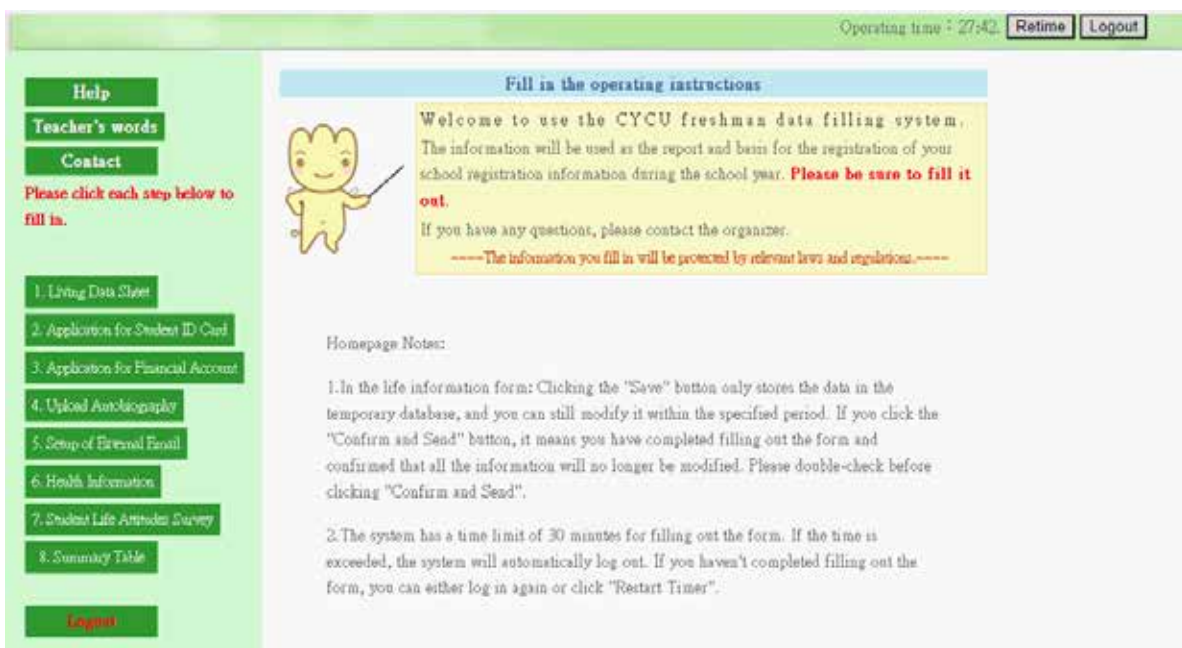 Operating time：27:42. Retime Logout
Help
Teacher's words
Contact
Please click each step below to
fill in.
1. Living Data Sheet
2. Application for Student ID Card
3. Application for Financial Account
4. Upload Autobiography
5. Setup of External Email
6. Health Information
7. Student Life Attitudes Survey
8. Summary Table
Logout
Fill in the operating instructions
Welcome to use the CYCU freshman data filling system.
The information will be used as the report and basis for the registration of your
school registration information during the school year. Please be sure to fill it
out.
If you have any questions, please contact the organizer.
----The information you fill in will be protected by relevant laws and regulations.----
Homepage Notes:
1.In the life information form: Clicking the "Save" button only stores the data in the
temporary database, and you can still modify it within the specified period. If you click the
"Confirm and Send" button, it means you have completed filling out the form and
confirmed that all the information will no longer be modified. Please double-check before
clicking "Confirm and Send".
2.The system has a time limit of 30 minutes for filling out the form. If the time is
exceeded, the system will automatically log out. If you haven't completed filling out the
form, you can either log in again or click "Restart Timer".